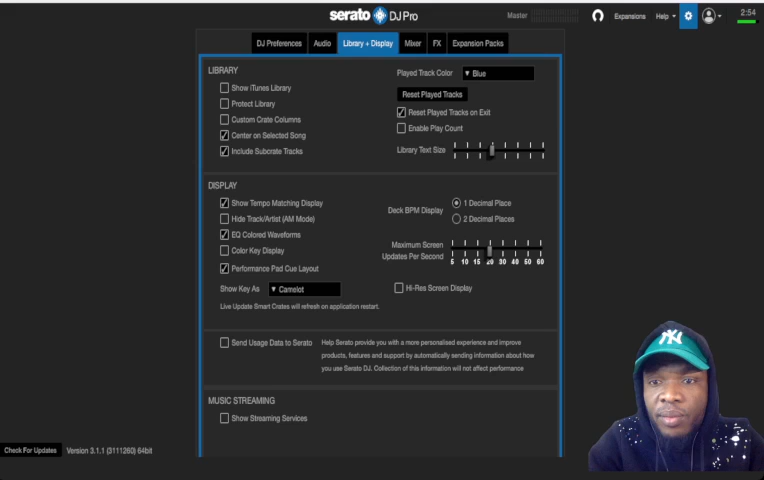 serato DJ Pro
Master
Expansions
Help
2:54
DJ Preferences
Audio
Library + Display
Mixer
FX
Expansion Packs
LIBRARY
Show iTunes Library
Protect Library
Custom Crate Columns
Center on Selected Song
Include Subcrate Tracks
Played Track Color
Blue
Reset Played Tracks
Reset Played Tracks on Exit
Enable Play Count
Library Text Size
DISPLAY
Show Tempo Matching Display
Hide Track/Artist (AM Mode)
EQ Colored Waveforms
Color Key Display
Performance Pad Cue Layout
Show Key As
Camelot
Live Update Smart Crates will refresh on application restart.
Deck BPM Display
1 Decimal Place
2 Decimal Places
Maximum Screen
Updates Per Second
5 10 15 20 30 40 50 60
Hi-Res Screen Display
Send Usage Data to Serato
Help Serato provide you with a more personalised experience and improve
products, features and support by automatically sending information about how
you use Serato DJ. Collection of this information will not affect performance
MUSIC STREAMING
Show Streaming Services
Check For Updates
Version 3.1.1 (3111260) 64bit
NY